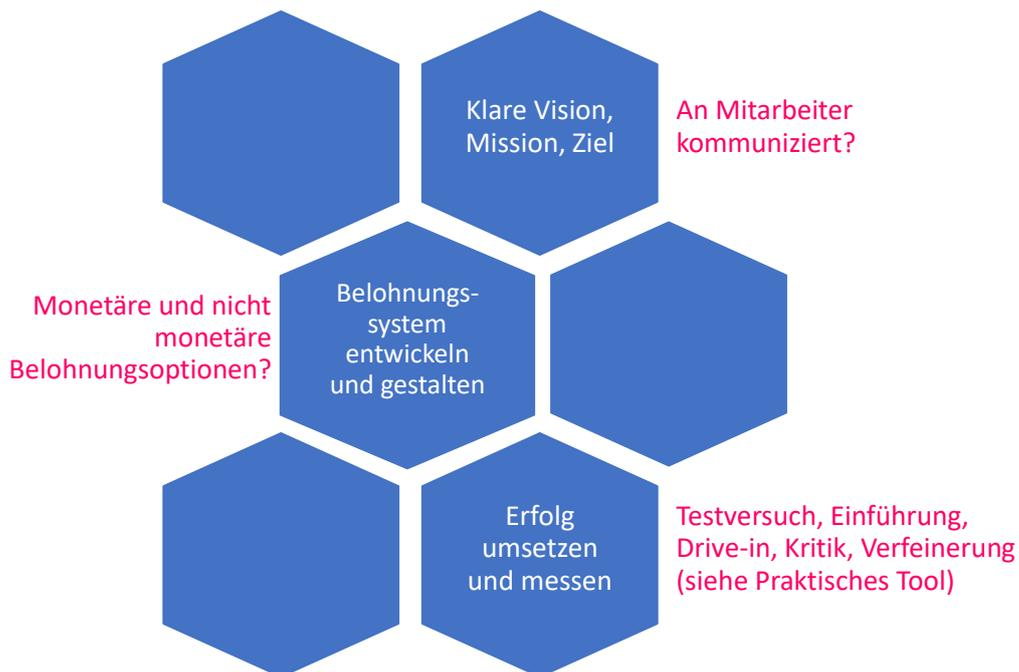 Klare Vision,
Mission, Ziel
An Mitarbeiter
kommuniziert?
Monetäre und nicht
monetäre
Belohnungsoptionen?
Belohnungs-
system
entwickeln
und gestalten
Erfolg
umsetzen
und messen
Testversuch, Einführung,
Drive-in, Kritik, Verfeinerung
(siehe Praktisches Tool)